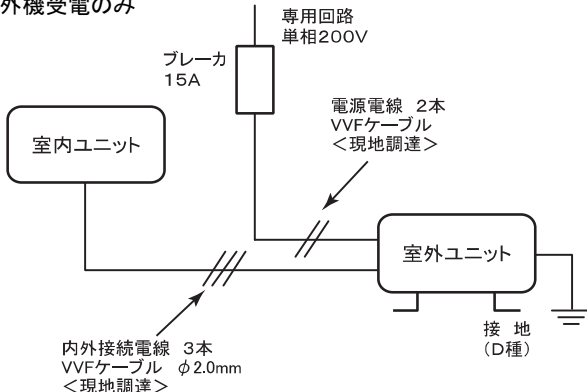 外機受電のみ
専用回路
単相200V
ブレーカ
15A
電源電線 2本
VVFケーブル
＜現地調達＞
室内ユニット
室外ユニット
接 地
（D種）
内外接続電線 3本
VVFケーブル φ2.0mm
＜現地調達＞